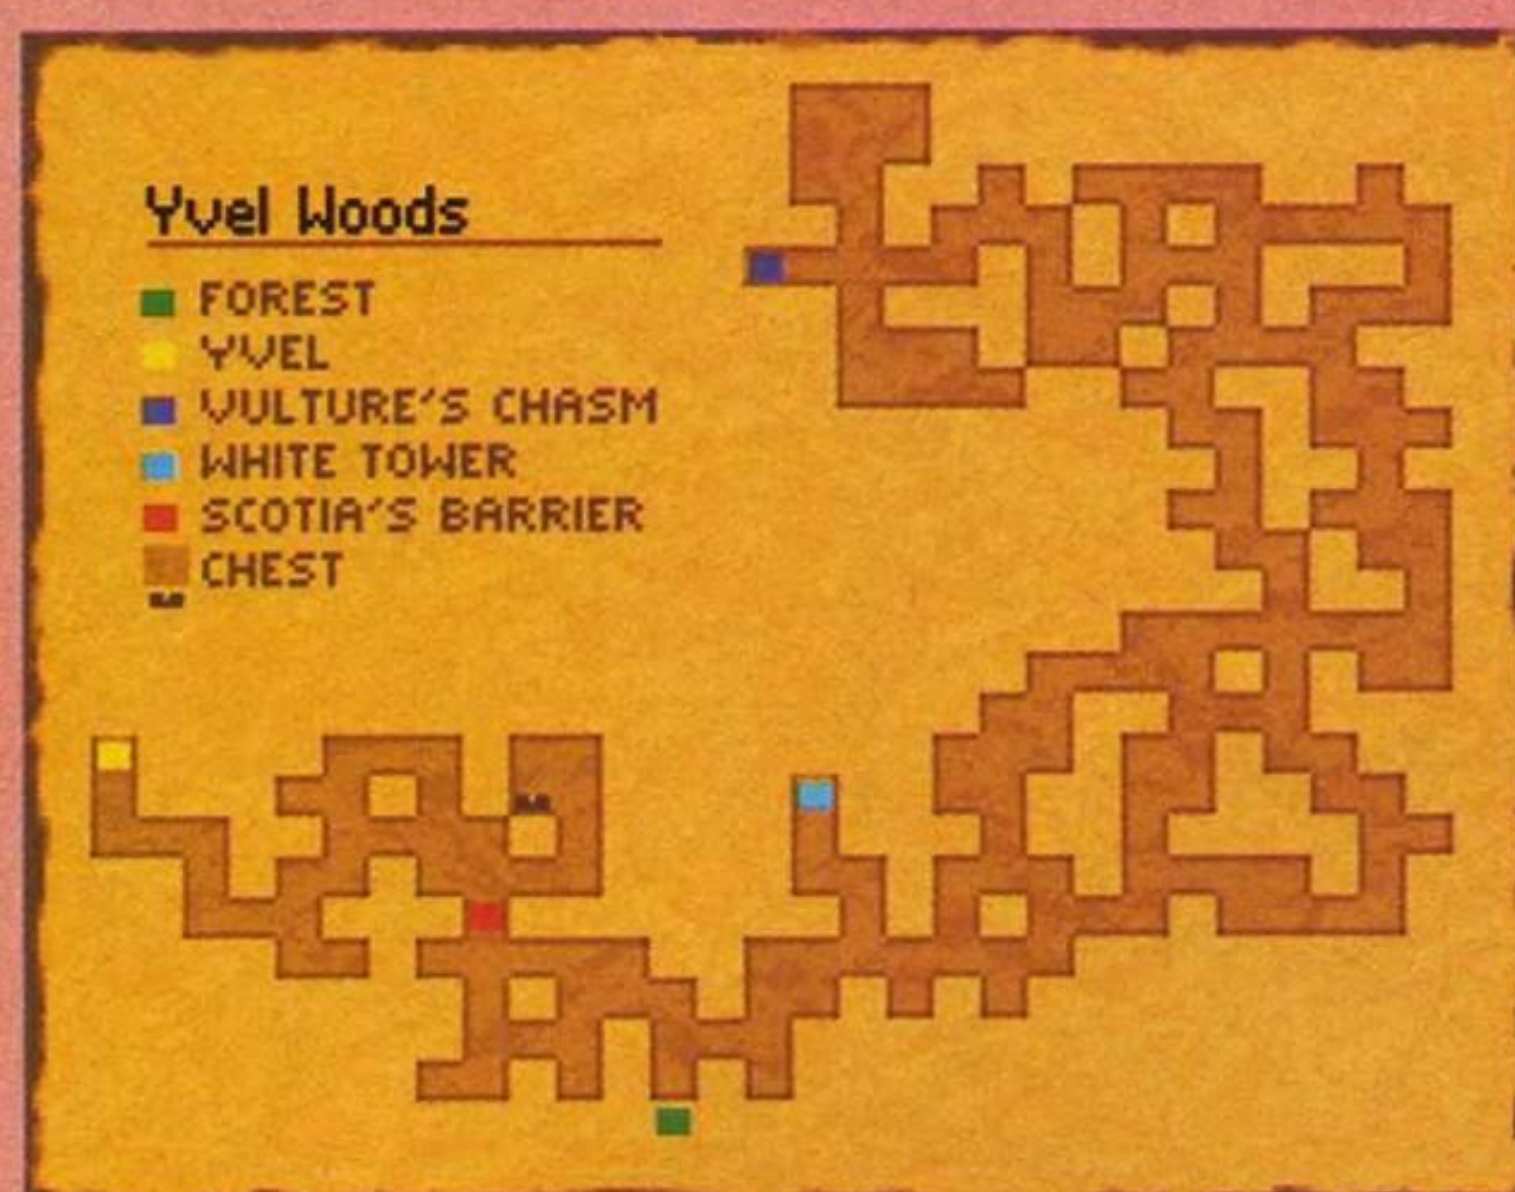 Yvel Woods
FOREST
YVEL
VULTURE'S CHASM
WHITE TOWER
SCOTIA'S BARRIER
CHEST